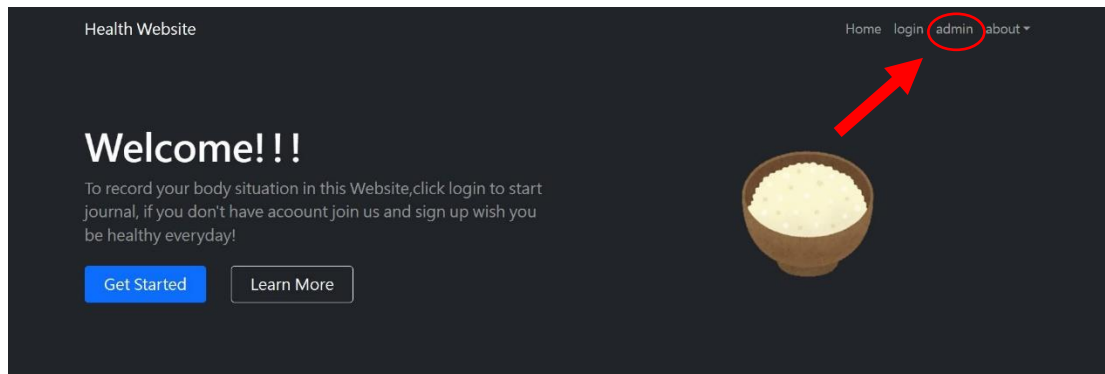 Health Website
Home login admin about
Welcome!!!
To record your body situation in this Website,click login to start
journal, if you don't have acoount join us and sign up wish you
be healthy everyday!
Get Started Learn More